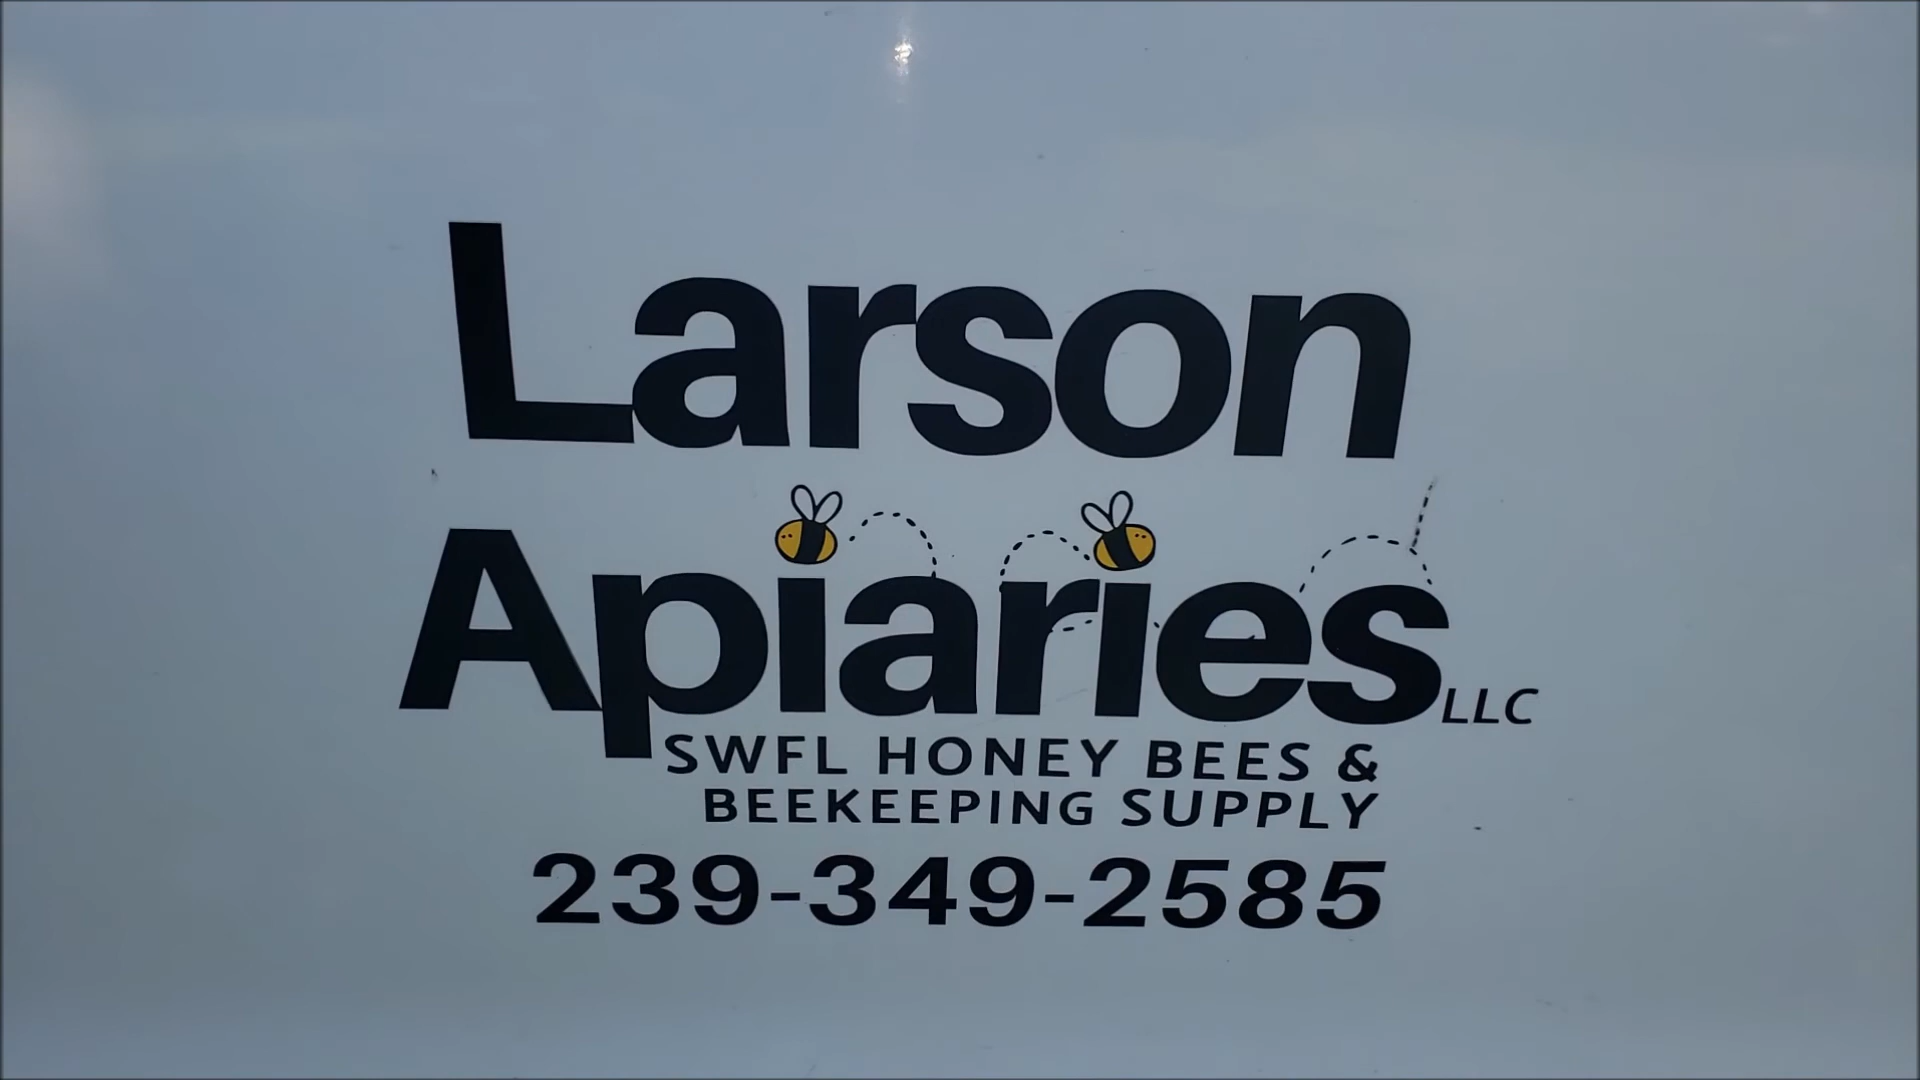 Larson
Apiaries LLC
SWFL HONEY BEES &
BEEKEEPING SUPPLY
239-349-2585